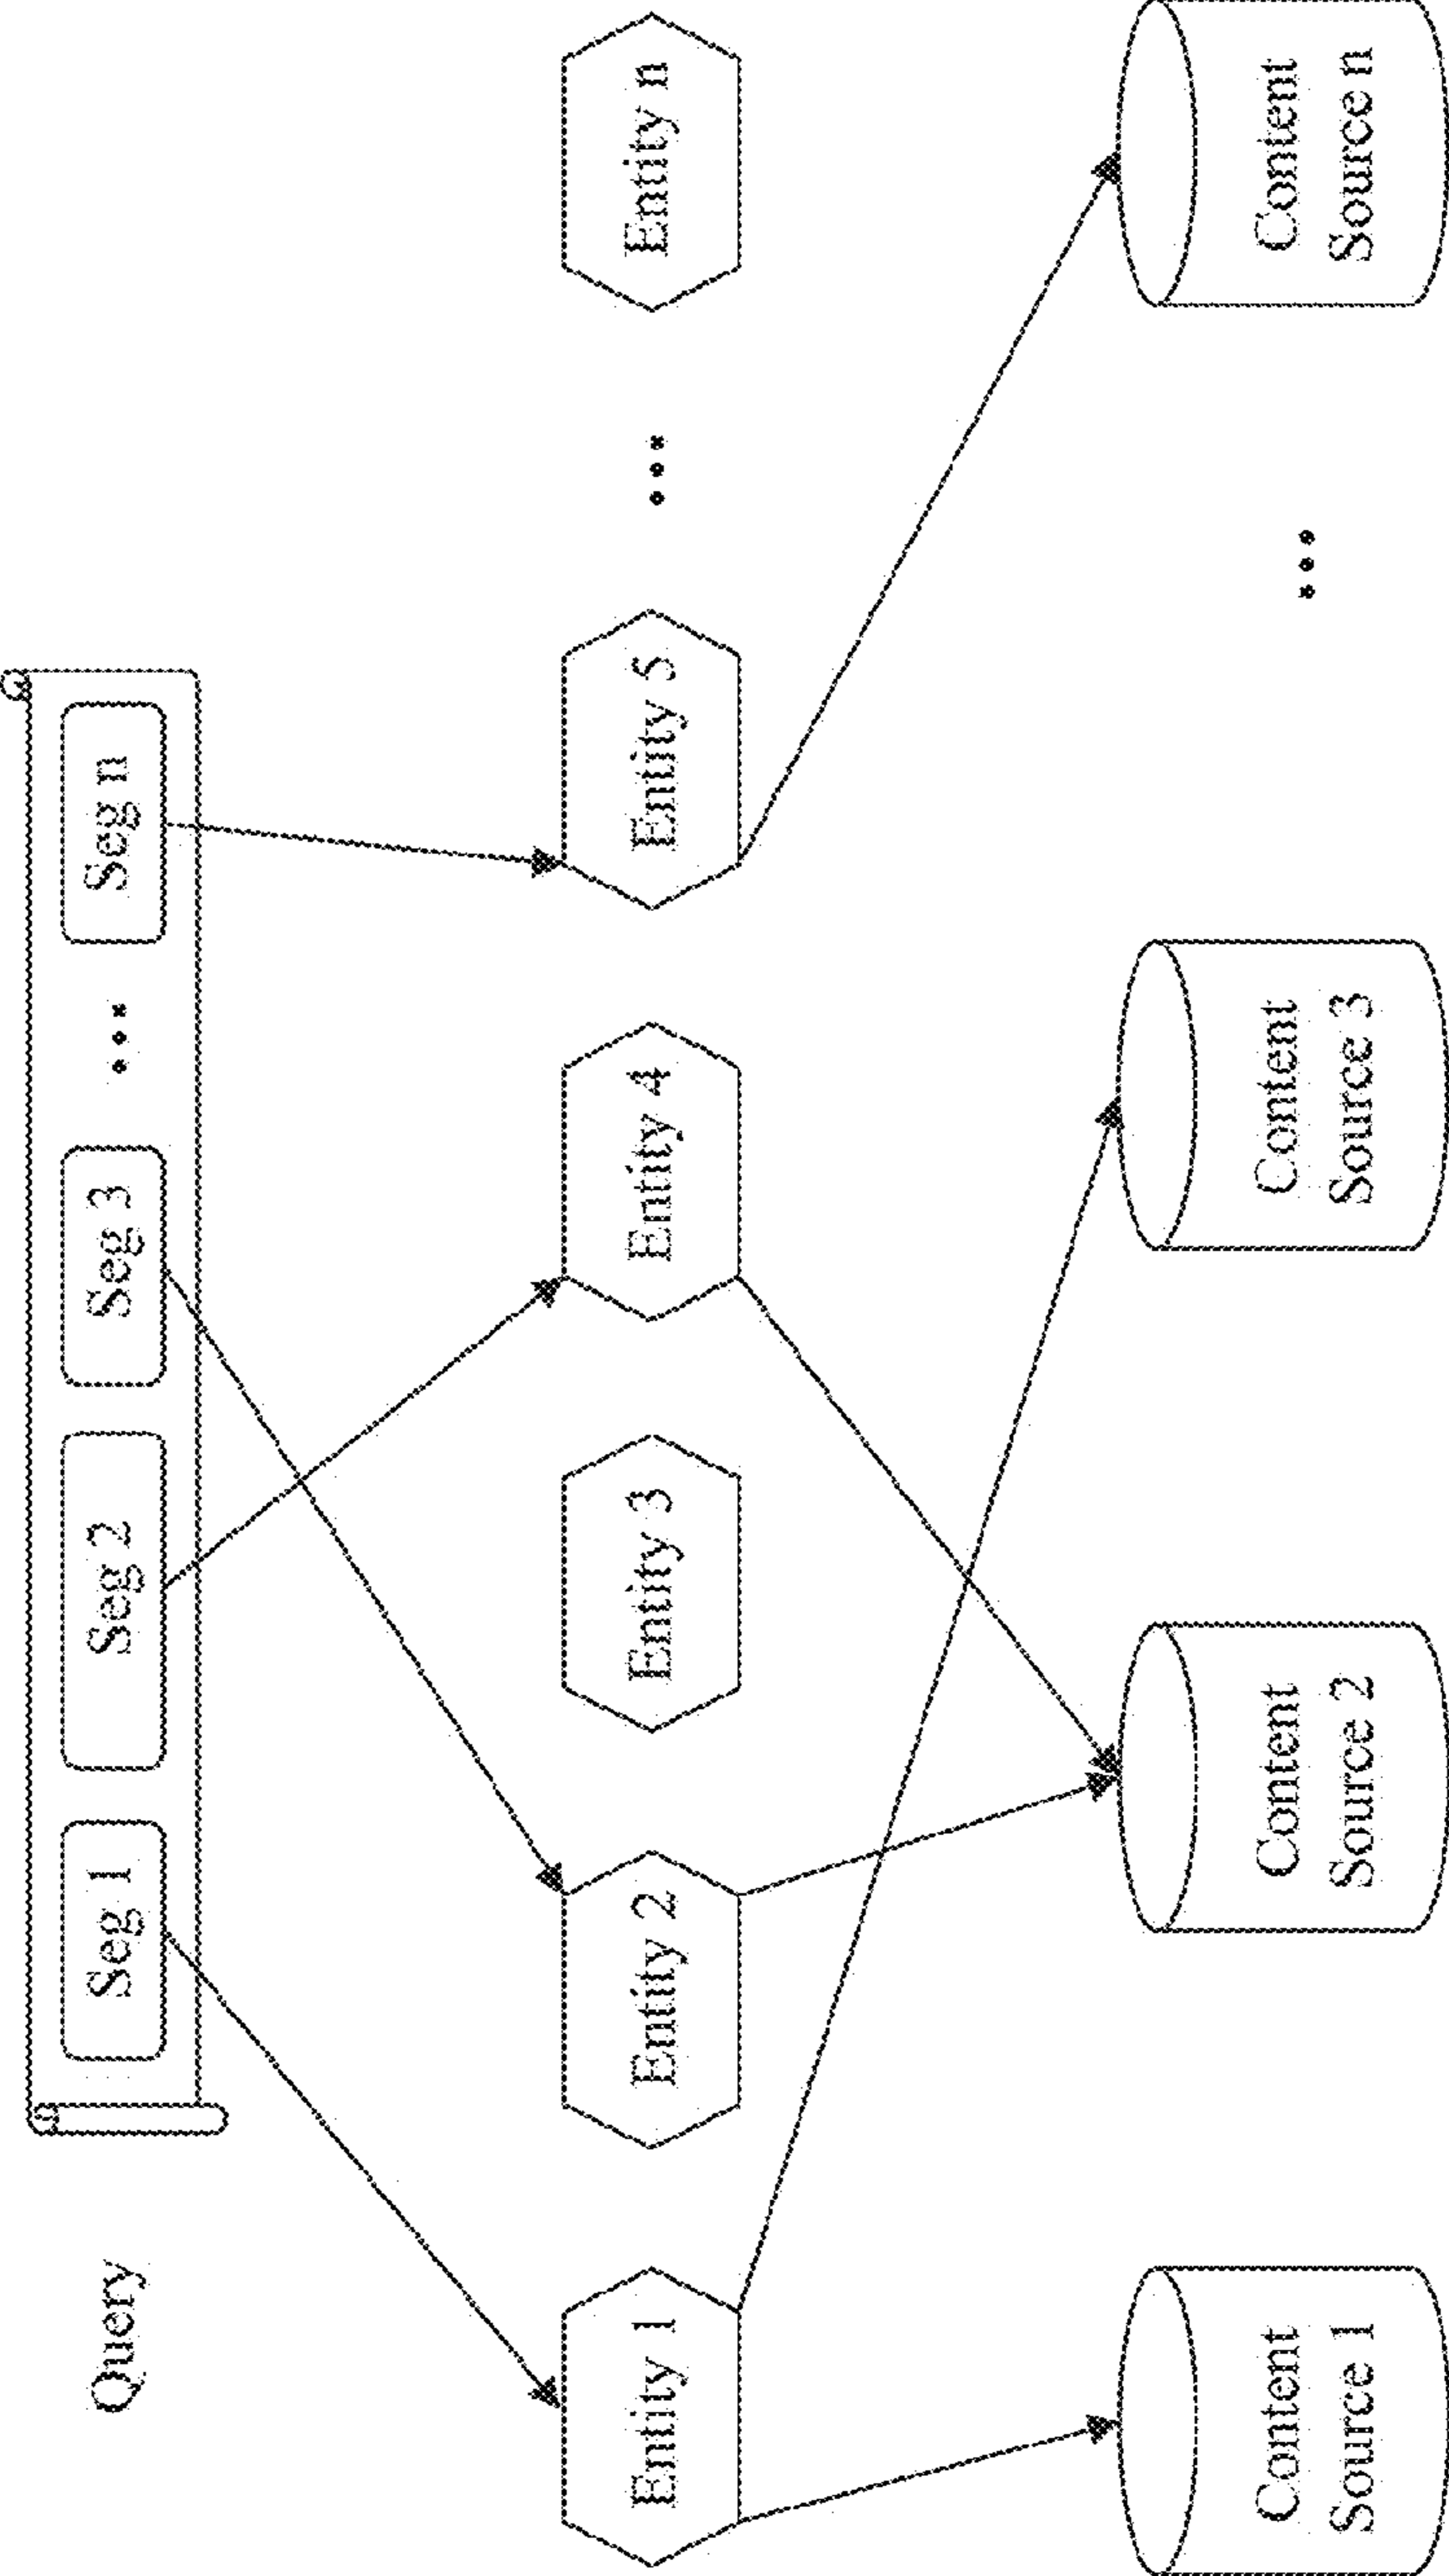 Query
Seg 1
Seg 2
Seg 3
...
Seg n
Entity 1
Entity 2
Entity 3
Entity 4
Entity 5
...
Entity n
Content
Source 1
Content
Source 2
Content
Source 3
...
Content
Source n